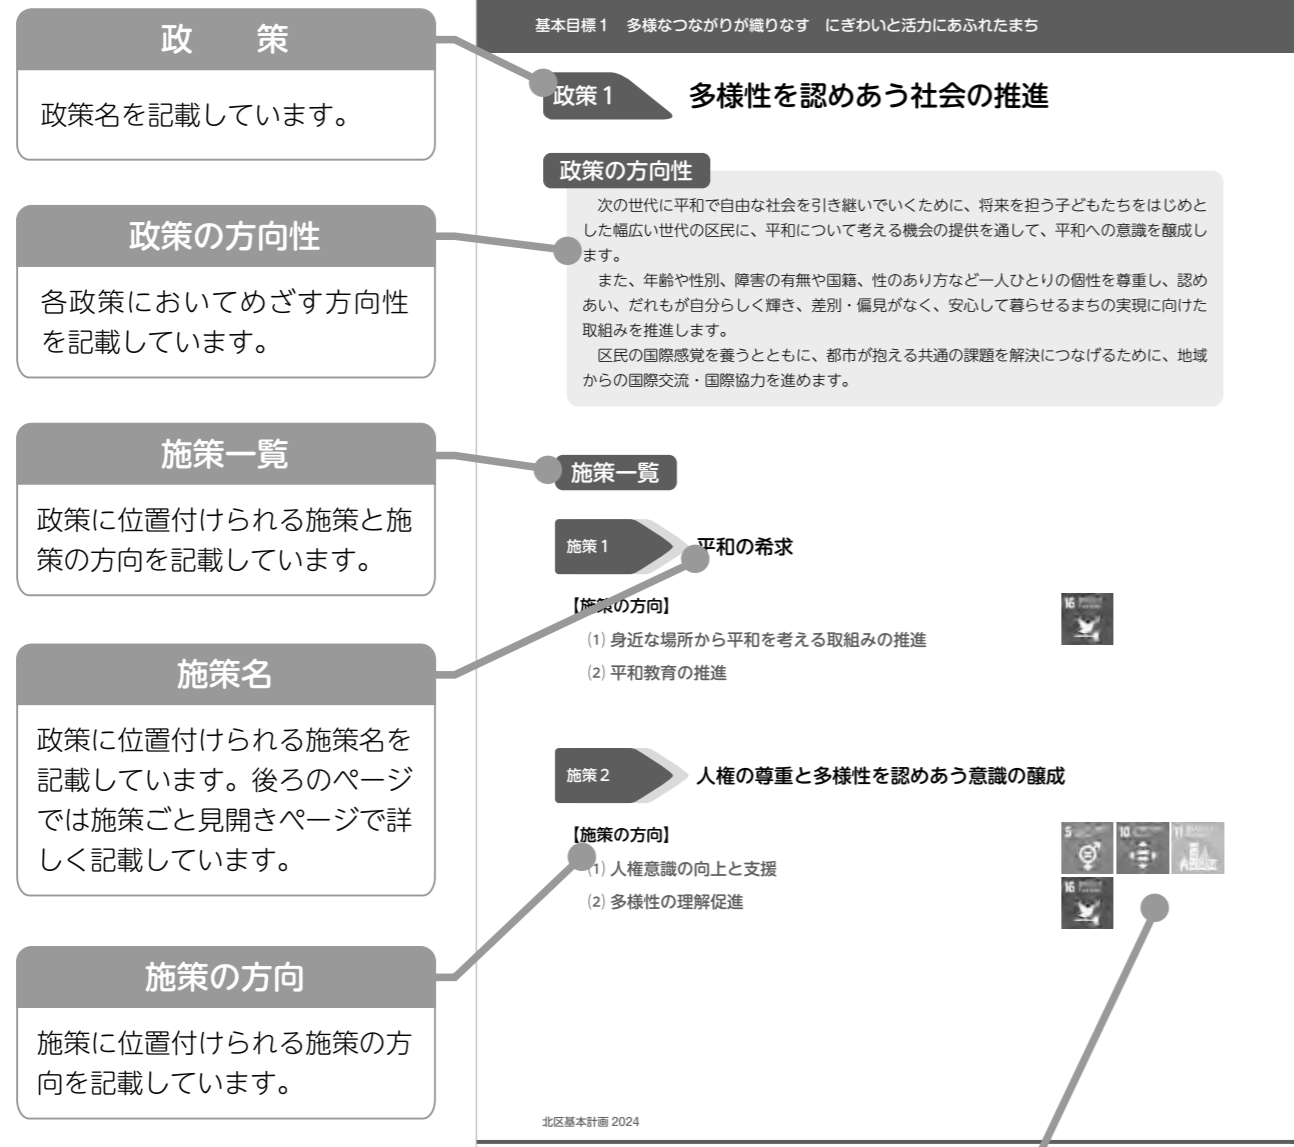 政　策
政策名を記載しています。
政策の方向性
各政策においてめざす方向性
を記載しています。
施策一覧
政策に位置付けられる施策と施
策の方向を記載しています。
施策名
政策に位置付けられる施策名を
記載しています。後ろのページ
では施策ごと見開きページで詳
しく記載しています。
施策の方向
施策に位置付けられる施策の方
向を記載しています。
基本目標1　多様なつながりが織りなす　にぎわいと活力にあふれたまち
政策1　多様性を認めあう社会の推進
政策の方向性
次の世代に平和で自由な社会を引き継いでいくために、将来を担う子どもたちをはじめと
した幅広い世代の区民に、平和について考える機会の提供を通して、平和への意識を醸成し
ます。
また、年齢や性別、障害の有無や国籍、性のあり方など一人ひとりの個性を尊重し、認め
あい、だれもが自分らしく輝き、差別・偏見がなく、安心して暮らせるまちの実現に向けた
取組みを推進します。
区民の国際感覚を養うとともに、都市が抱える共通の課題を解決につなげるために、地域
からの国際交流・国際協力を進めます。
施策一覧
施策1　平和の希求
【施策の方向】
16
(1) 身近な場所から平和を考える取組みの推進
(2) 平和教育の推進
施策2　人権の尊重と多様性を認めあう意識の醸成
【施策の方向】
5 10 11
(1) 人権意識の向上と支援
16
(2) 多様性の理解促進
北区基本計画 2024